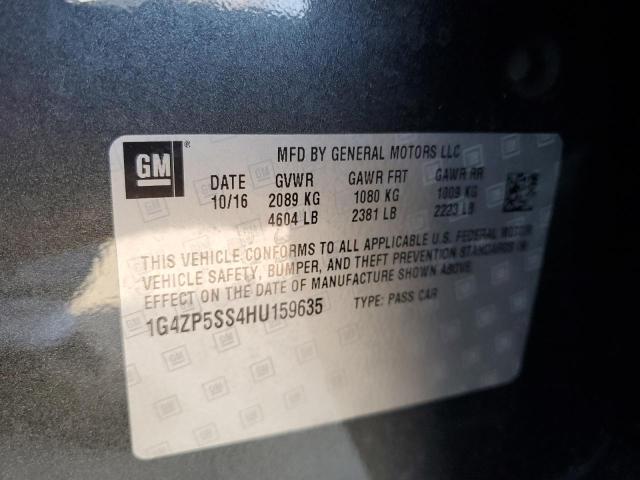 GM ®
MFD BY GENERAL MOTORS LLC
DATE GVWR GAWR FRT GAWR RR
10/16 2089 KG 1080 KG 1009 KG
4604 LB 2381 LB 2223 LB
THIS VEHICLE CONFORMS TO ALL APPLICABLE U.S. FEDERAL MOTOR
VEHICLE SAFETY, BUMPER, AND THEFT PREVENTION STANDARDS IN
EFFECT ON THE DATE OF MANUFACTURE SHOWN ABOVE.
1G4ZP5SS4HU159635 TYPE: PASS CAR